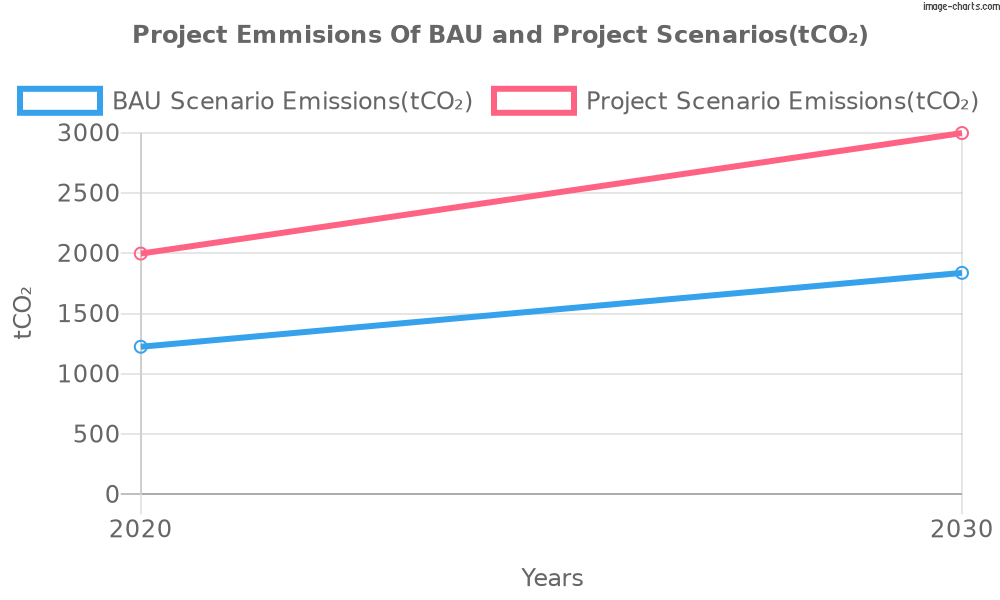 image-charts.com
Project Emmisions Of BAU and Project Scenarios(tCO₂)
BAU Scenario Emissions(tCO₂) Project Scenario Emissions(tCO₂)
3000
2500
2000
1500
1000
500
0
tCO₂
2020 2030
Years